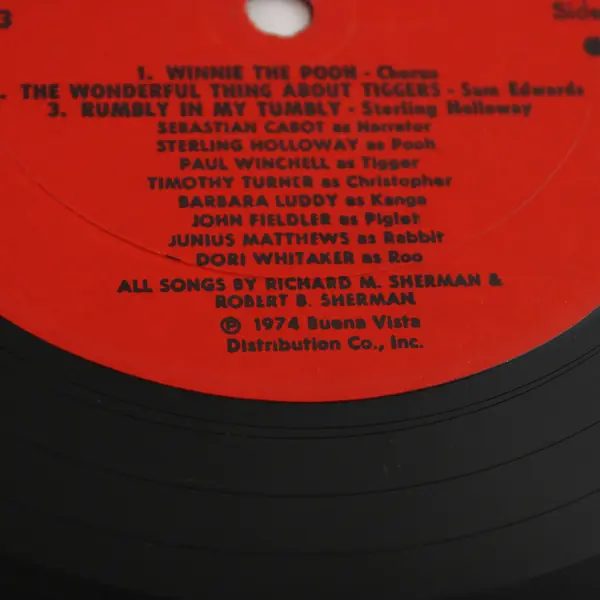 3 Side
1. WINNIE THE POOH - Chorus
. THE WONDERFUL THING ABOUT TIGGERS - Sam Edwards
3. RUMBLY IN MY TUMBLY - Sterling Holloway
SEBASTIAN CABOT as Narrator
STERLING HOLLOWAY as Pooh
PAUL WINCHELL as Tigger
TIMOTHY TURNER as Christopher
BARBARA LUDDY as Kanga
JOHN FIELDLER as Piglet
JUNIUS MATTHEWS as Rabbit
DORI WHITAKER as Roo
ALL SONGS BY RICHARD M. SHERMAN &
ROBERT B. SHERMAN
℗ 1974 Buena Vista
Distribution Co., Inc.